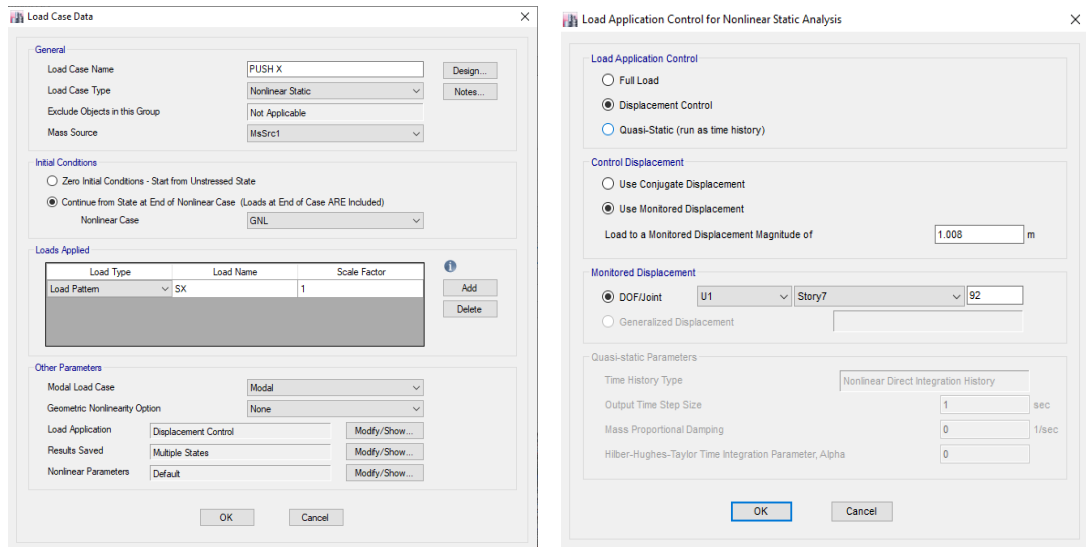 Load Case Data
General
Load Case Name PUSH X Design...
Load Case Type Nonlinear Static Notes...
Exclude Objects in this Group Not Applicable
Mass Source MsSrc1
Initial Conditions
Zero Initial Conditions - Start from Unstressed State
Continue from State at End of Nonlinear Case (Loads at End of Case ARE Included)
Nonlinear Case GNL
Loads Applied
Load Type Load Name Scale Factor
Load Pattern SX 1 Add
Delete
Other Parameters
Modal Load Case Modal
Geometric Nonlinearity Option None
Load Application Displacement Control Modify/Show...
Results Saved Multiple States Modify/Show...
Nonlinear Parameters Default Modify/Show...
OK Cancel
Load Application Control for Nonlinear Static Analysis
Load Application Control
Full Load
Displacement Control
Quasi-Static (run as time history)
Control Displacement
Use Conjugate Displacement
Use Monitored Displacement
Load to a Monitored Displacement Magnitude of 1.008 m
Monitored Displacement
DOF/Joint U1 Story7 92
Generalized Displacement
Quasi-static Parameters
Time History Type Nonlinear Direct Integration History
Output Time Step Size 1 sec
Mass Proportional Damping 0 1/sec
Hilber-Hughes-Taylor Time Integration Parameter, Alpha 0
OK Cancel